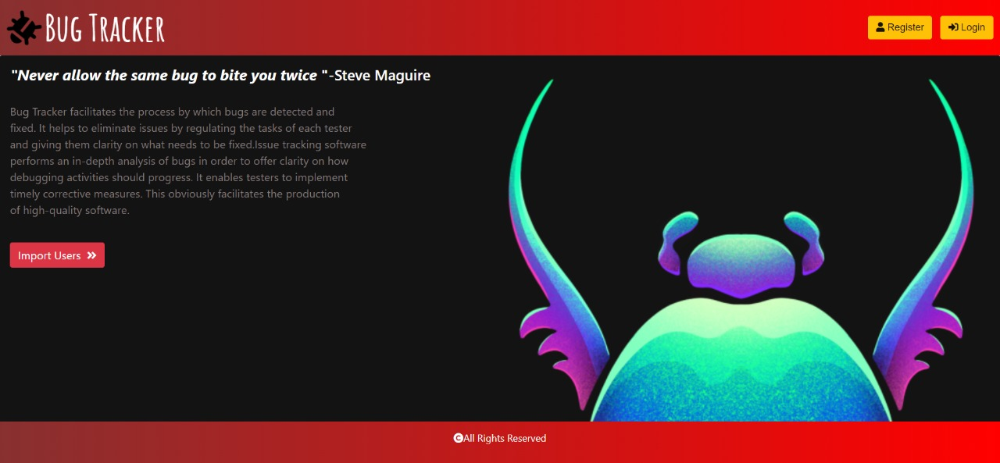 Bug Tracker
Register
Login
"Never allow the same bug to bite you twice "-Steve Maguire
Bug Tracker facilitates the process by which bugs are detected and
fixed. It helps to eliminate issues by regulating the tasks of each tester
and giving them clarity on what needs to be fixed.Issue tracking software
performs an in-depth analysis of bugs in order to offer clarity on how
debugging activities should progress. It enables testers to implement
timely corrective measures. This obviously facilitates the production
of high-quality software.
Import Users »
©All Rights Reserved